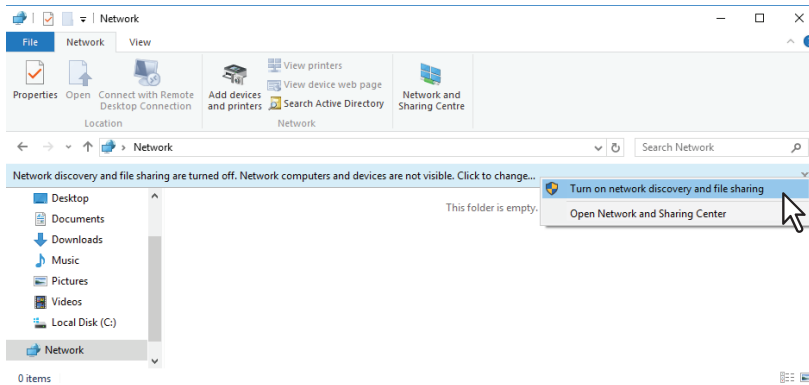 Network
File Network View
Properties
Open
Connect with Remote
Desktop Connection
Location
Add devices
and printers
View printers
View device web page
Search Active Directory
Network
Network and
Sharing Centre
Network
Search Network
Network discovery and file sharing are turned off. Network computers and devices are not visible. Click to change...
Turn on network discovery and file sharing
Open Network and Sharing Center
This folder is empty.
Desktop
Documents
Downloads
Music
Pictures
Videos
Local Disk (C:)
Network
0 items